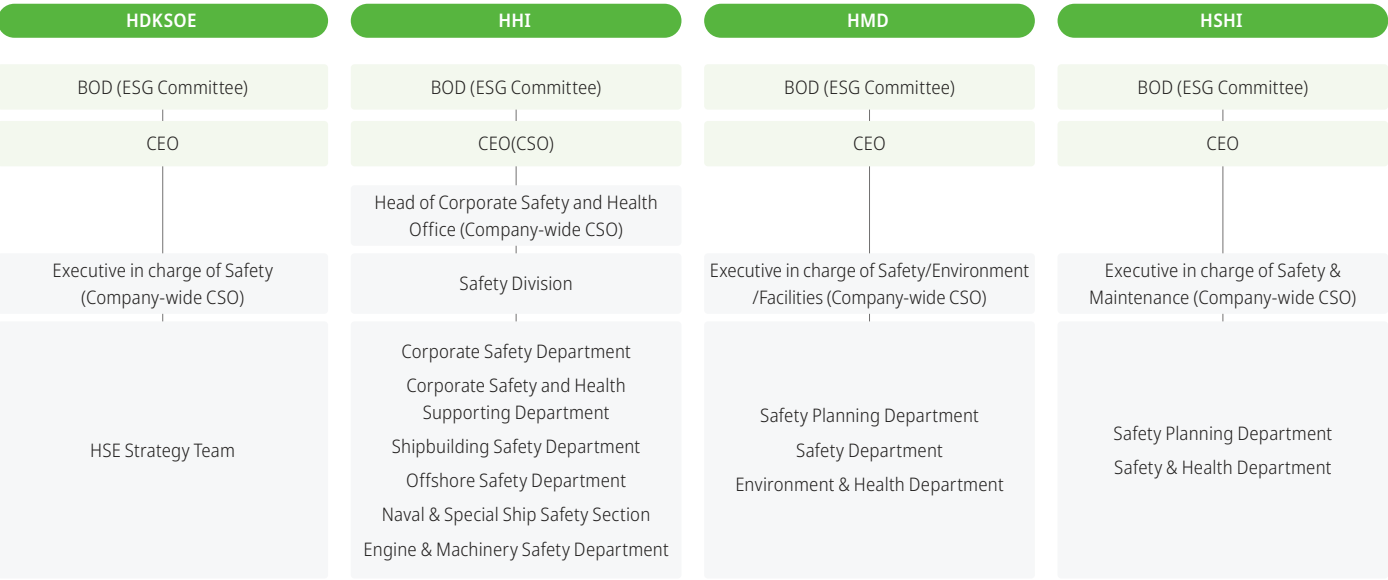 HDKSOE
BOD (ESG Committee)
CEO
Executive in charge of Safety
(Company-wide CSO)
HSE Strategy Team
HHI
BOD (ESG Committee)
CEO(CSO)
Head of Corporate Safety and Health
Office (Company-wide CSO)
Safety Division
Corporate Safety Department
Corporate Safety and Health
Supporting Department
Shipbuilding Safety Department
Offshore Safety Department
Naval & Special Ship Safety Section
Engine & Machinery Safety Department
HMD
BOD (ESG Committee)
CEO
Executive in charge of Safety/Environment
/Facilities (Company-wide CSO)
Safety Planning Department
Safety Department
Environment & Health Department
HSHI
BOD (ESG Committee)
CEO
Executive in charge of Safety &
Maintenance (Company-wide CSO)
Safety Planning Department
Safety & Health Department